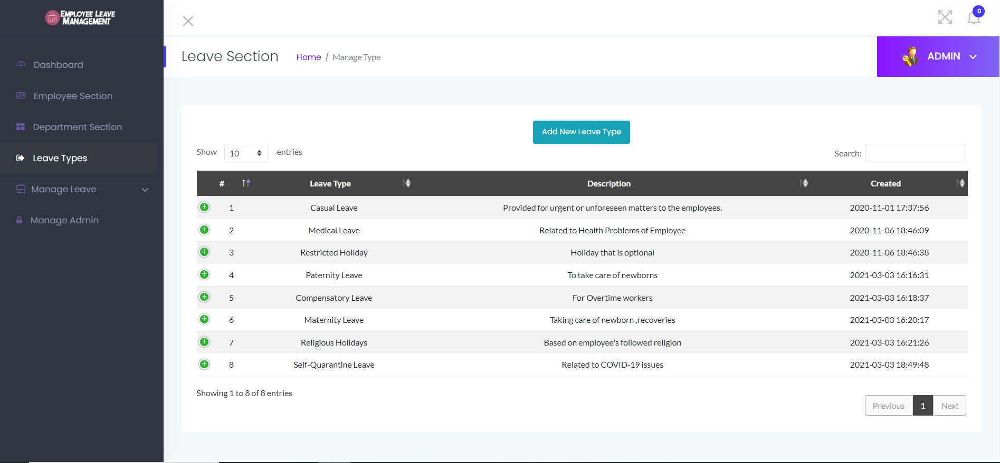 EMPLOYEE LEAVE
MANAGEMENT
0
Leave Section
Home / Manage Type
ADMIN
Dashboard
Employee Section
Department Section
Leave Types
Manage Leave
Manage Admin
Add New Leave Type
Show 10 entries
Search:
# Leave Type Description Created
1 Casual Leave Provided for urgent or unforeseen matters to the employees. 2020-11-01 17:37:56
2 Medical Leave Related to Health Problems of Employee 2020-11-06 18:46:09
3 Restricted Holiday Holiday that is optional 2020-11-06 18:46:38
4 Paternity Leave To take care of newborns 2021-03-03 16:16:31
5 Compensatory Leave For Overtime workers 2021-03-03 16:18:37
6 Maternity Leave Taking care of newborn ,recoveries 2021-03-03 16:20:17
7 Religious Holidays Based on employee's followed religion 2021-03-03 16:21:26
8 Self-Quarantine Leave Related to COVID-19 issues 2021-03-03 18:49:48
Showing 1 to 8 of 8 entries
Previous 1 Next